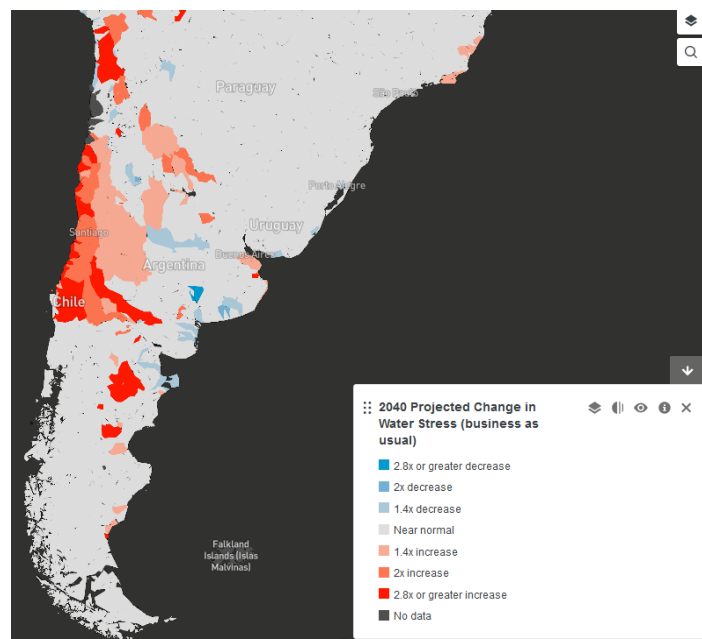 Paraguay
São Paulo
Porto Alegre
Uruguay
Santiago
Buenos Aires
Argentina
Chile
2040 Projected Change in
Water Stress (business as
usual)
2.8x or greater decrease
2x decrease
1.4x decrease
Near normal
1.4x increase
2x increase
2.8x or greater increase
No data
Falkland
Islands (Islas
Malvinas)